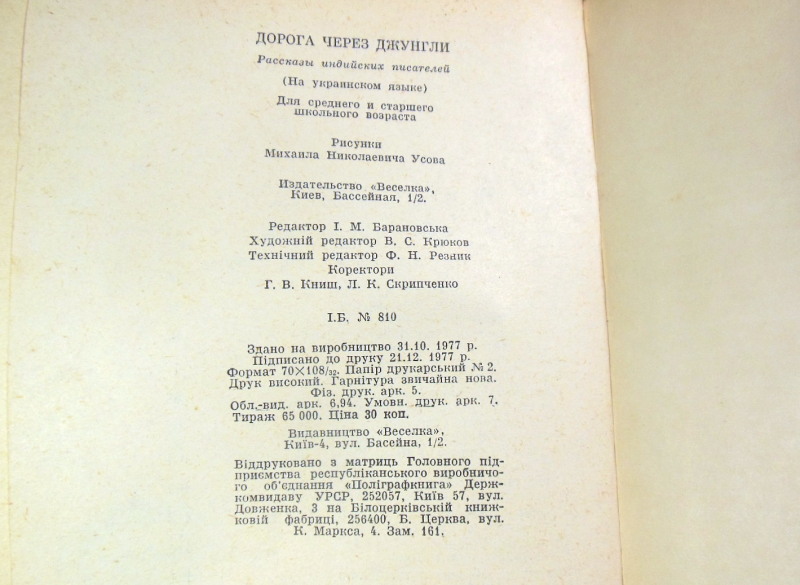 ДОРОГА ЧЕРЕЗ ДЖУНГЛИ
Рассказы индийских писателей
(На украинском языке)
Для среднего и старшего
школьного возраста
Рисунки
Михаила Николаевича Усова
Издательство «Веселка»,
Киев, Бассейная, 1/2.
Редактор І. М. Барановська
Художній редактор В. С. Крюков
Технічний редактор Ф. Н. Резник
Коректори
Г. В. Книш, Л. К. Скрипченко
І.Б. № 810
Здано на виробництво 31.10. 1977 р.
Підписано до друку 21.12. 1977 р.
Формат 70×108/32. Папір друкарський № 2.
Друк високий. Гарнітура звичайна нова.
Фіз. друк. арк. 5.
Обл.-вид. арк. 6,94. Умовн. друк. арк. 7.
Тираж 65 000. Ціна 30 коп.
Видавництво «Веселка»,
Київ-4, вул. Басейна, 1/2.
Віддруковано з матриць Головного під-
приємства республіканського виробничо-
го об'єднання «Поліграфкнига» Держ-
комвидаву УРСР, 252057, Київ 57, вул.
Довженка, 3 на Білоцерківській книж-
ковій фабриці, 256400, Б. Церква, вул.
К. Маркса, 4. Зам. 161.